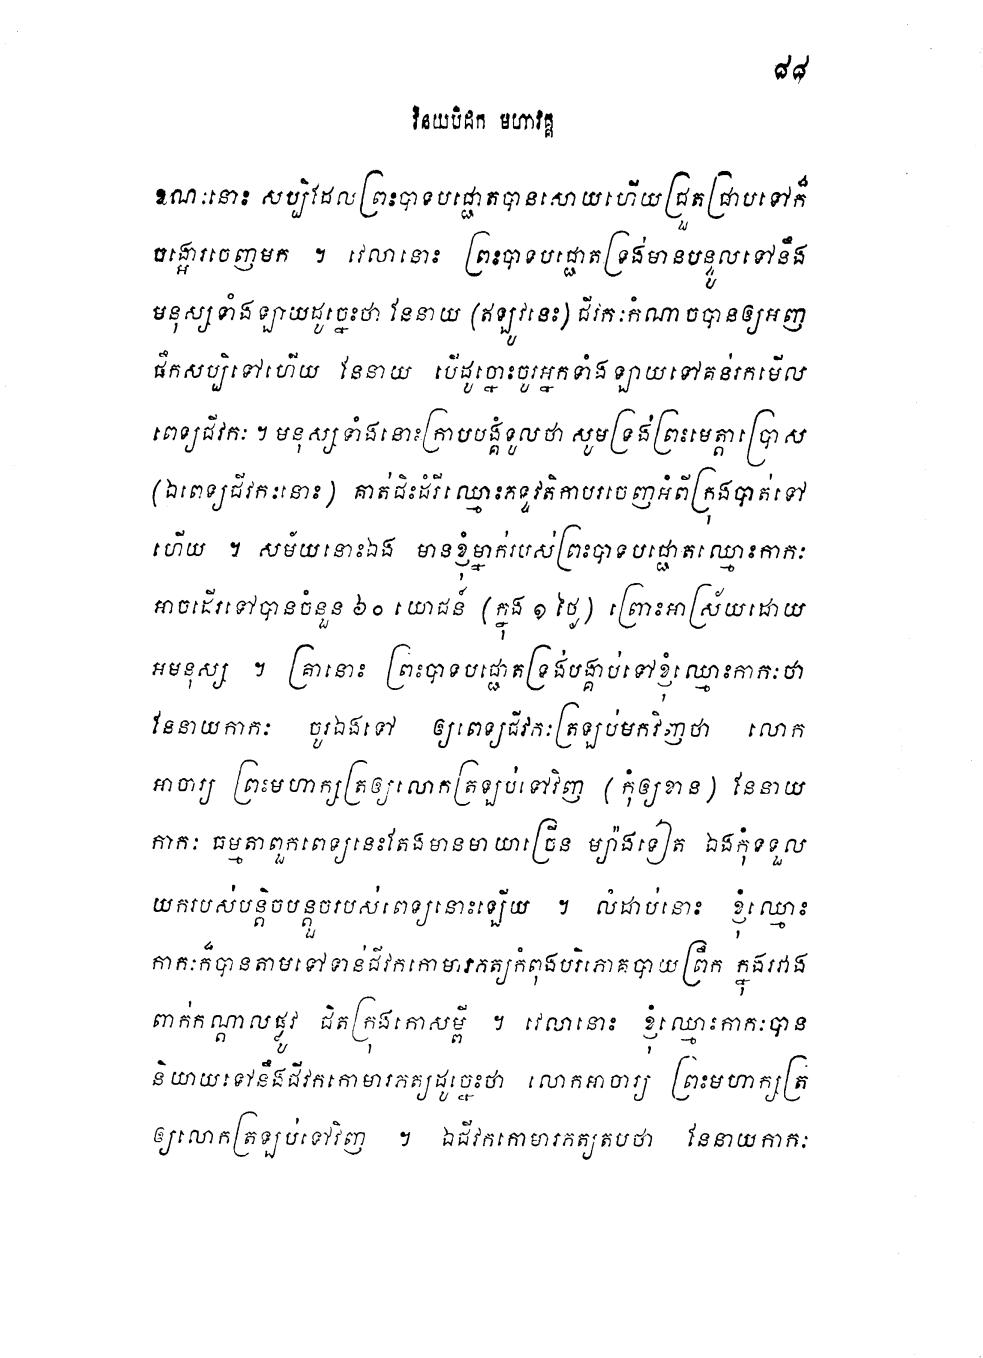 ៨៨
វិនយបិដក មហាវគ្គ
ខណៈនោះ សប្បិដែលព្រះបាទបជ្ជោតបានសោយហើយជ្រួតជ្រាបទៅក៏
ចង្អោរចេញមក ។ វេលានោះ ព្រះបាទបជ្ជោតទ្រង់មានបន្ទូលទៅនឹង
មនុស្សទាំងឡាយដូច្នេះថា នែនាយ (ឥឡូវនេះ) ជីវកៈកំណាចបានឲ្យអញ
ផឹកសប្បិទៅហើយ នែនាយ បើដូច្នោះចូរអ្នកទាំងឡាយទៅគន់រកមើល
ពេទ្យជីវកៈ ។ មនុស្សទាំងនោះក្រាបបង្គំទូលថា សូមទ្រង់ព្រះមេត្តាប្រោស
(ឯពេទ្យជីវកៈនោះ) គាត់ជិះដំរីឈ្មោះភទ្ទវតិកាបរចេញអំពីក្រុងបាត់ទៅ
ហើយ ។ សម័យនោះឯង មានខ្ញុំម្នាក់របស់ព្រះបាទបជ្ជោតឈ្មោះកាកៈ
អាចដើរទៅបានចំនួន ៦០ យោជន៍ (ក្នុង ១ ថ្ងៃ) ព្រោះអាស្រ័យដោយ
អមនុស្ស ។ គ្រានោះ ព្រះបាទបជ្ជោតទ្រង់បង្គាប់ទៅខ្ញុំឈ្មោះកាកៈថា
នែនាយកាកៈ ចូរឯងទៅ ឲ្យពេទ្យជីវកៈត្រឡប់មកវិញថា លោក
អាចារ្យ ព្រះមហាក្សត្រឲ្យលោកត្រឡប់ទៅវិញ (កុំឲ្យខាន) នែនាយ
កាកៈ ធម្មតាពួកពេទ្យនេះតែងមានមាយាច្រើន ម្យ៉ាងទៀត ឯងកុំទទួល
យករបស់បន្តិចបន្តួចរបស់ពេទ្យនោះឡើយ ។ លំដាប់នោះ ខ្ញុំឈ្មោះ
កាកៈក៏បានតាមទៅទាន់ជីវកកោមារភត្យកំពុងបរិភោគបាយព្រឹក ក្នុងរវាង
ពាក់កណ្តាលផ្លូវ ជិតក្រុងកោសម្ពី ។ វេលានោះ ខ្ញុំឈ្មោះកាកៈបាន
និយាយទៅនឹងជីវកកោមារភត្យដូច្នេះថា លោកអាចារ្យ ព្រះមហាក្សត្រ
ឲ្យលោកត្រឡប់ទៅវិញ ។ ឯជីវកកោមារភត្យតបថា នែនាយកាកៈ